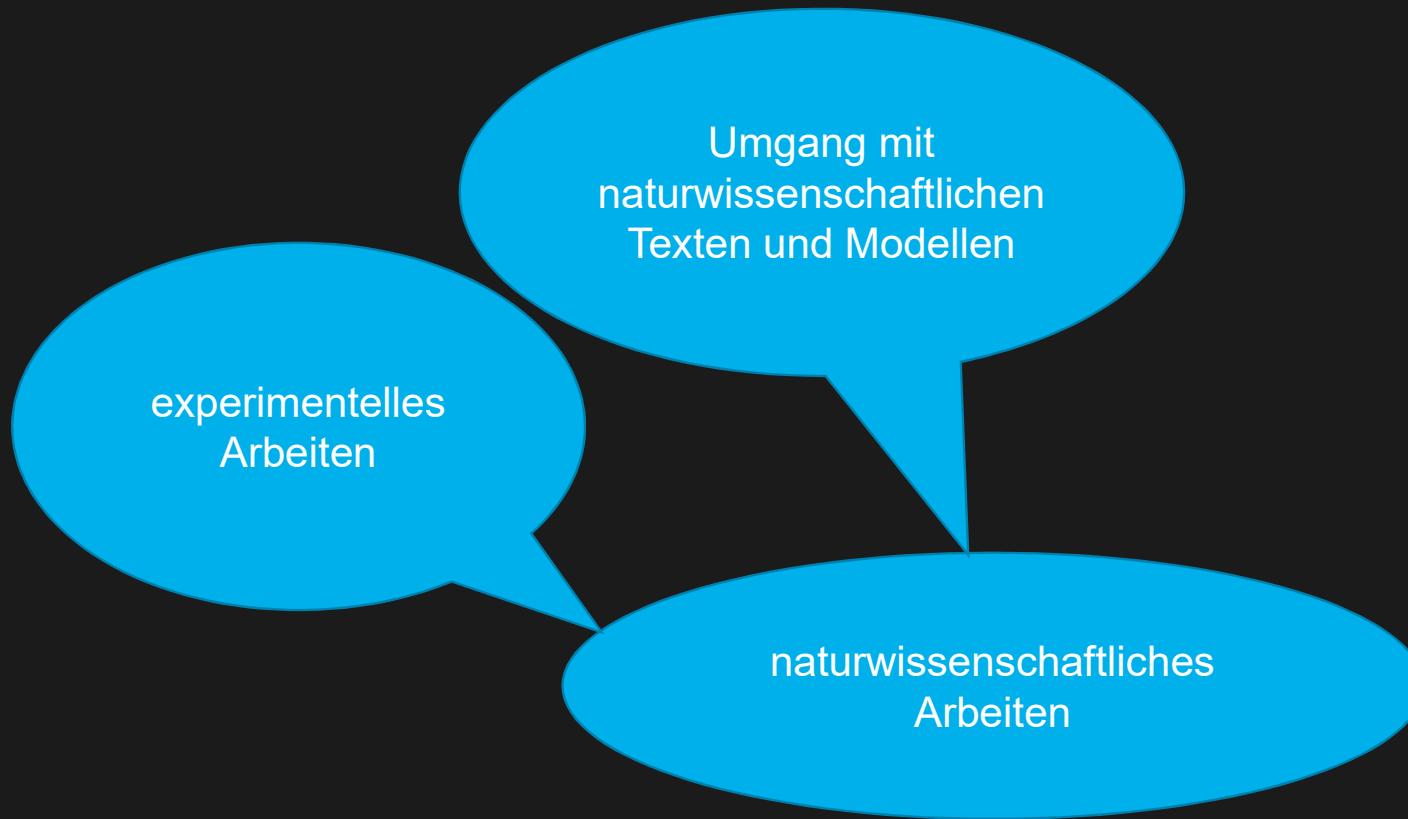 Umgang mit
naturwissenschaftlichen
Texten und Modellen
experimentelles
Arbeiten
naturwissenschaftliches
Arbeiten